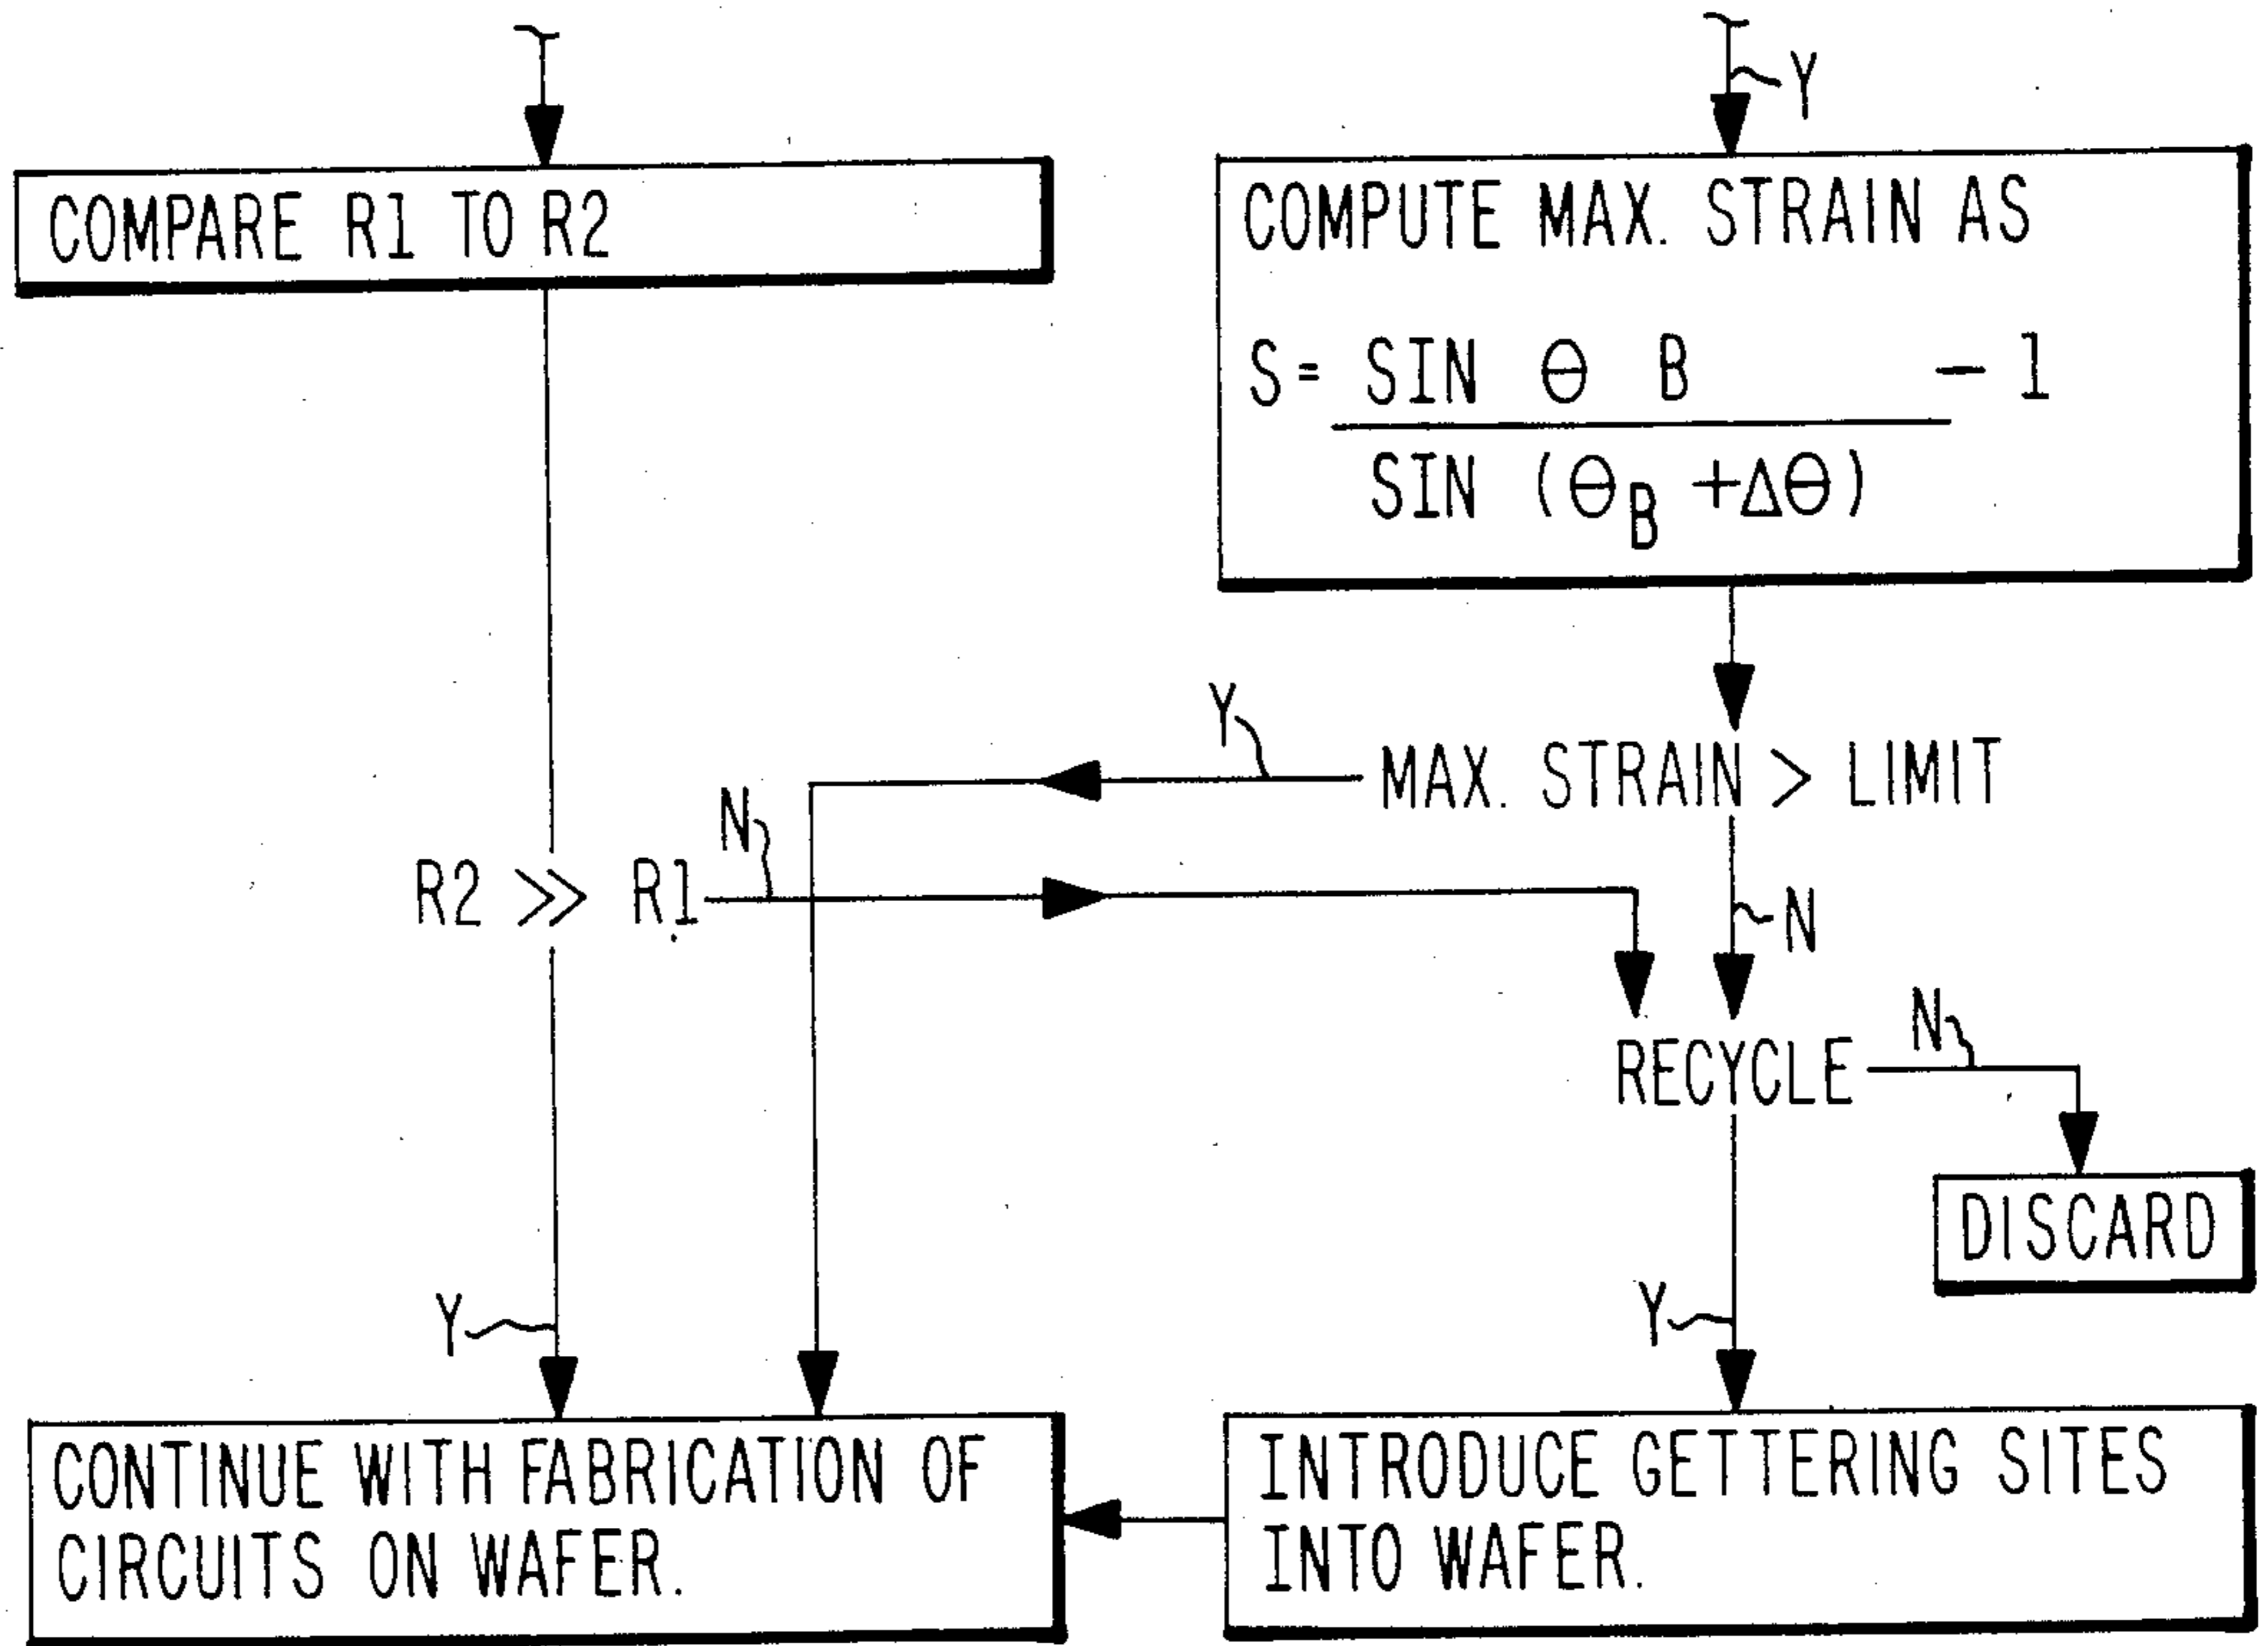 Y
COMPARE R1 TO R2
COMPUTE MAX. STRAIN AS
S = SIN Θ B - 1
SIN (ΘB +ΔΘ)
Y
MAX. STRAIN > LIMIT
N
R2 >> R1
N
RECYCLE
N
DISCARD
Y
Y
CONTINUE WITH FABRICATION OF
CIRCUITS ON WAFER.
INTRODUCE GETTERING SITES
INTO WAFER.